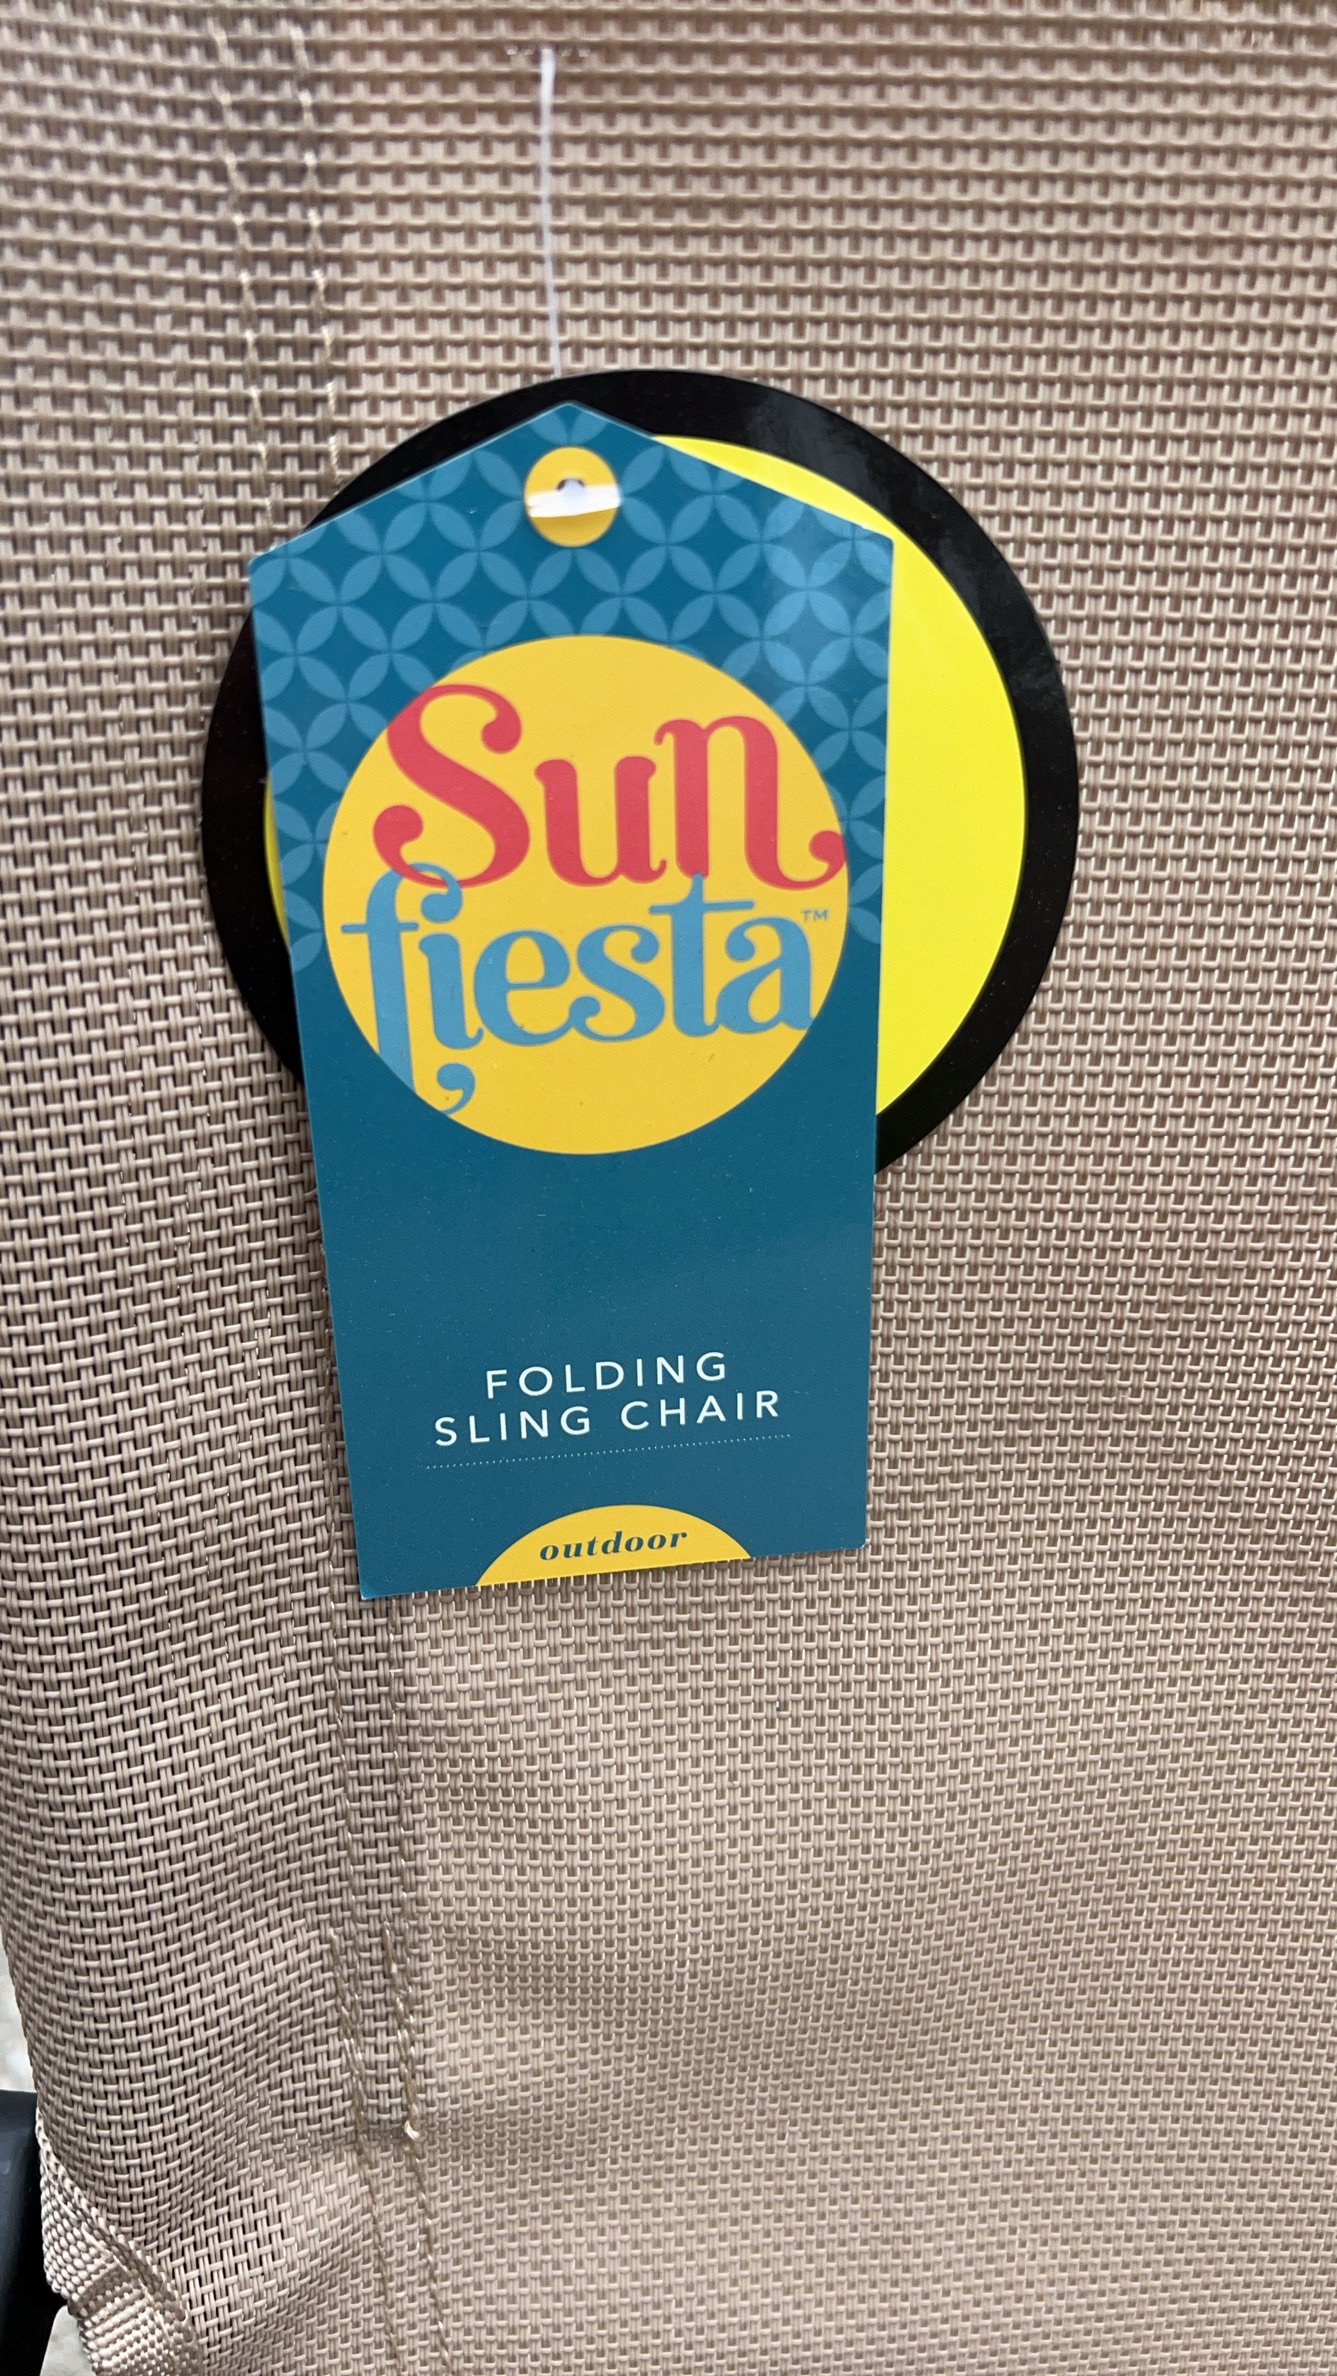 Sun
fiesta™
FOLDING
SLING CHAIR
outdoor